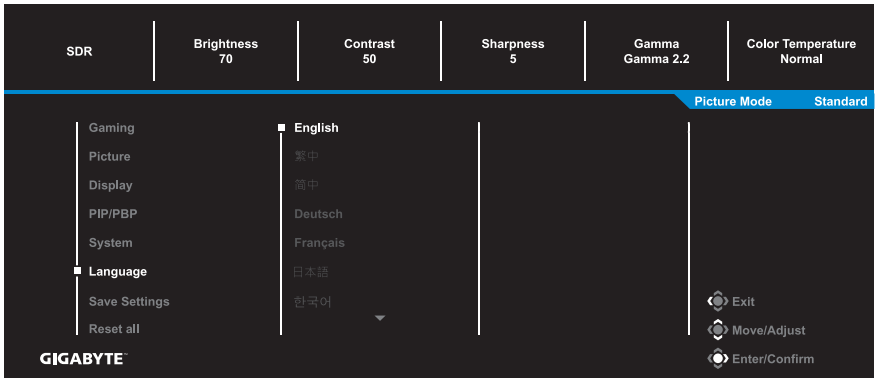 SDR
Brightness
70
Contrast
50
Sharpness
5
Gamma
Gamma 2.2
Color Temperature
Normal
Picture Mode Standard
Gaming
Picture
Display
PIP/PBP
System
Language
Save Settings
Reset all
English
繁中
简中
Deutsch
Français
日本語
한국어
Exit
Move/Adjust
Enter/Confirm
GIGABYTE™